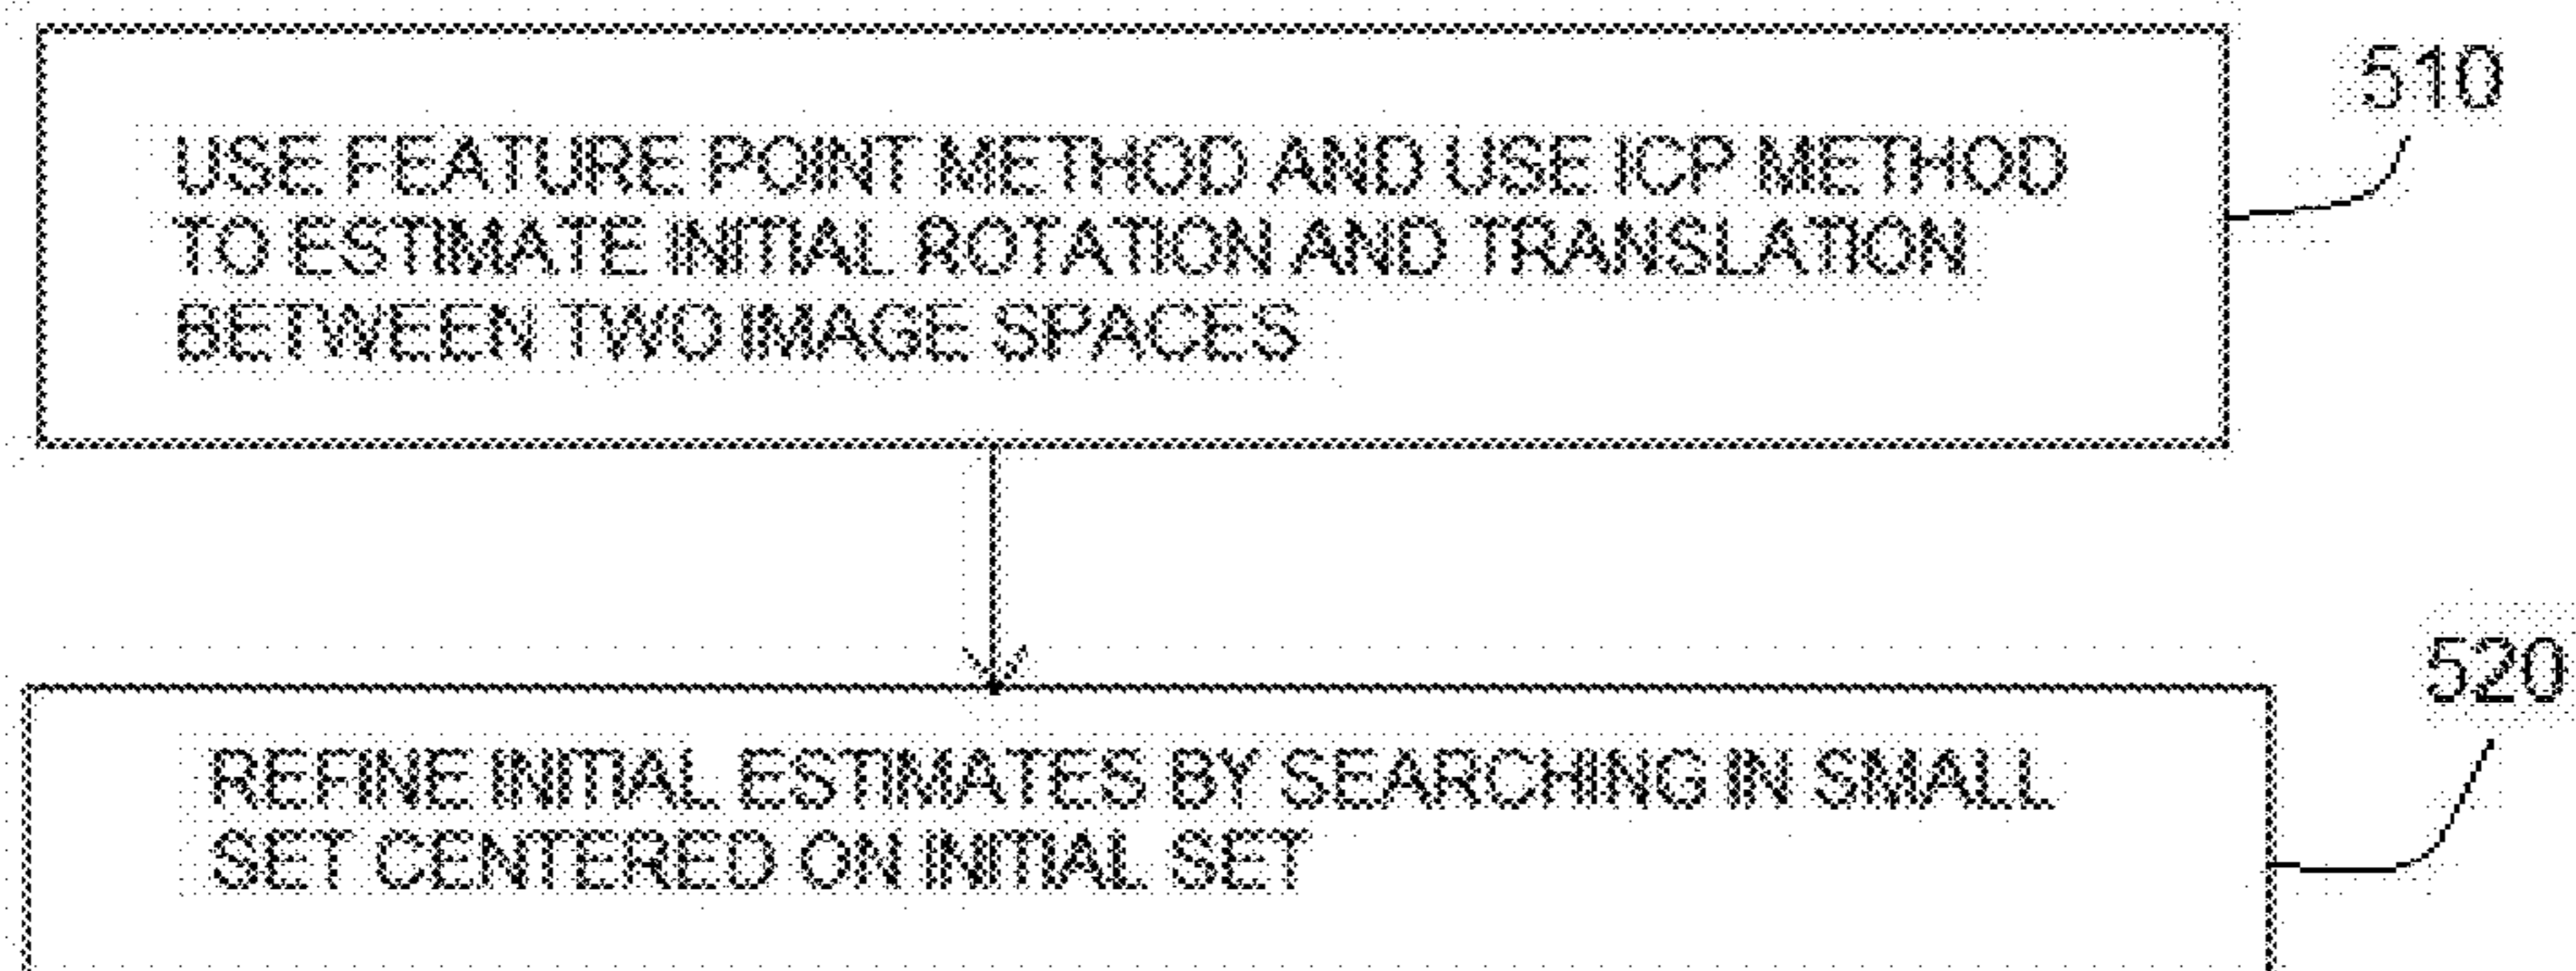 510
USE FEATURE POINT METHOD AND USE ICP METHOD
TO ESTIMATE INITIAL ROTATION AND TRANSLATION
BETWEEN TWO IMAGE SPACES
520
REFINE INITIAL ESTIMATES BY SEARCHING IN SMALL
SET CENTERED ON INITIAL SET